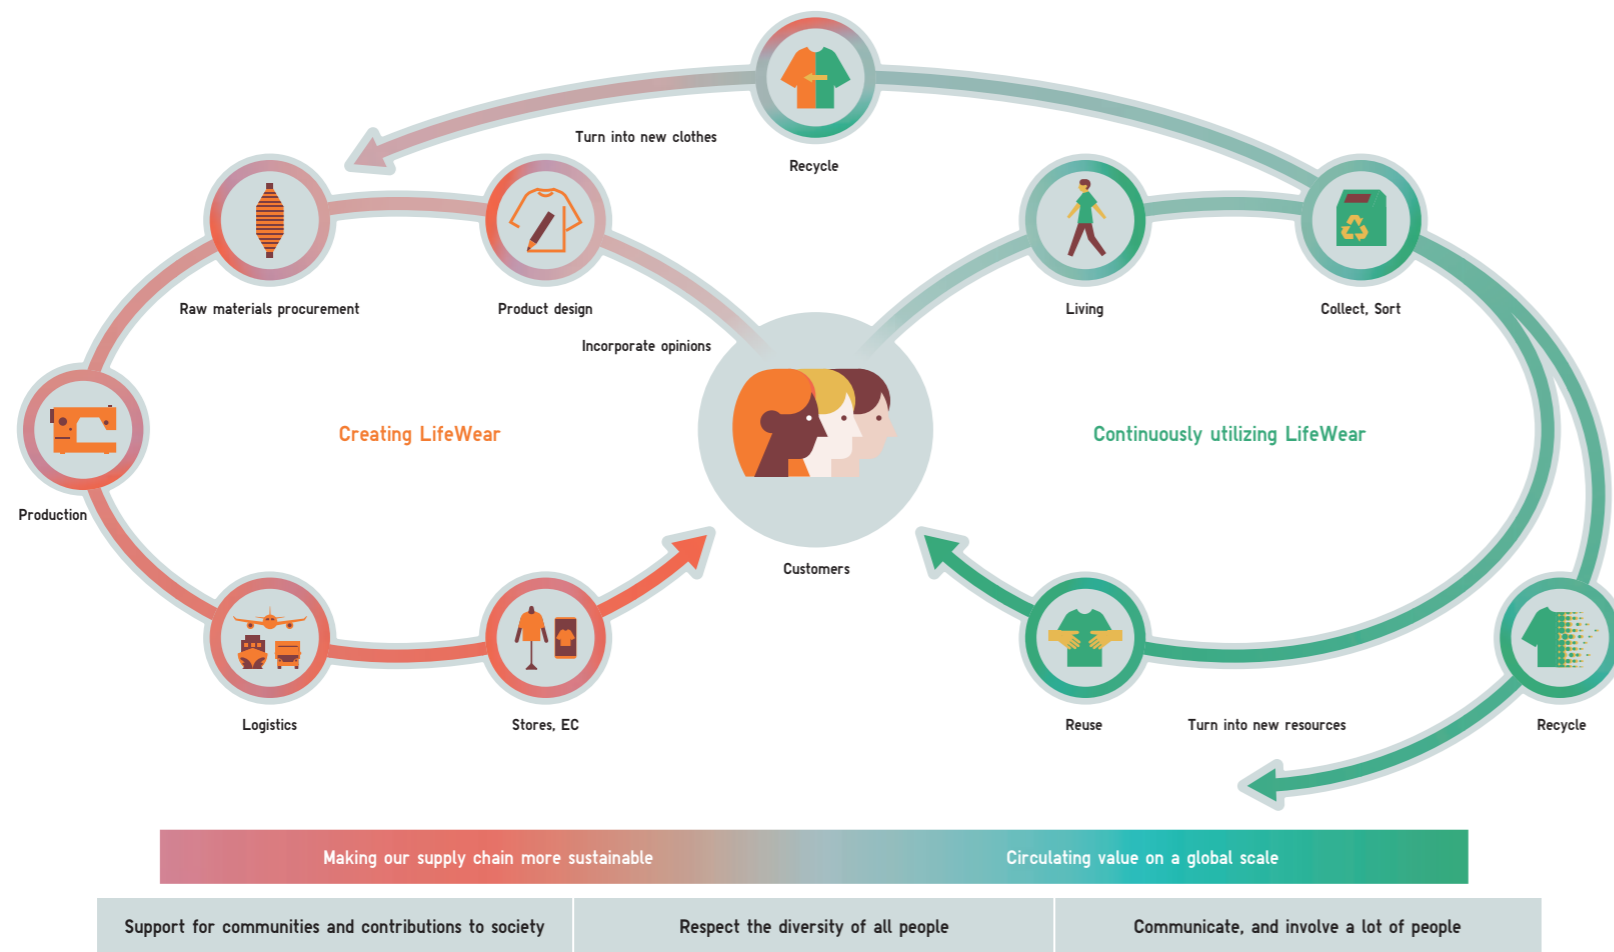 Turn into new clothes
Recycle
Raw materials procurement
Product design
Living
Collect, Sort
Incorporate opinions
Creating LifeWear
Continuously utilizing LifeWear
Production
Customers
Logistics
Stores, EC
Reuse
Turn into new resources
Recycle
Making our supply chain more sustainable
Circulating value on a global scale
Support for communities and contributions to society
Respect the diversity of all people
Communicate, and involve a lot of people